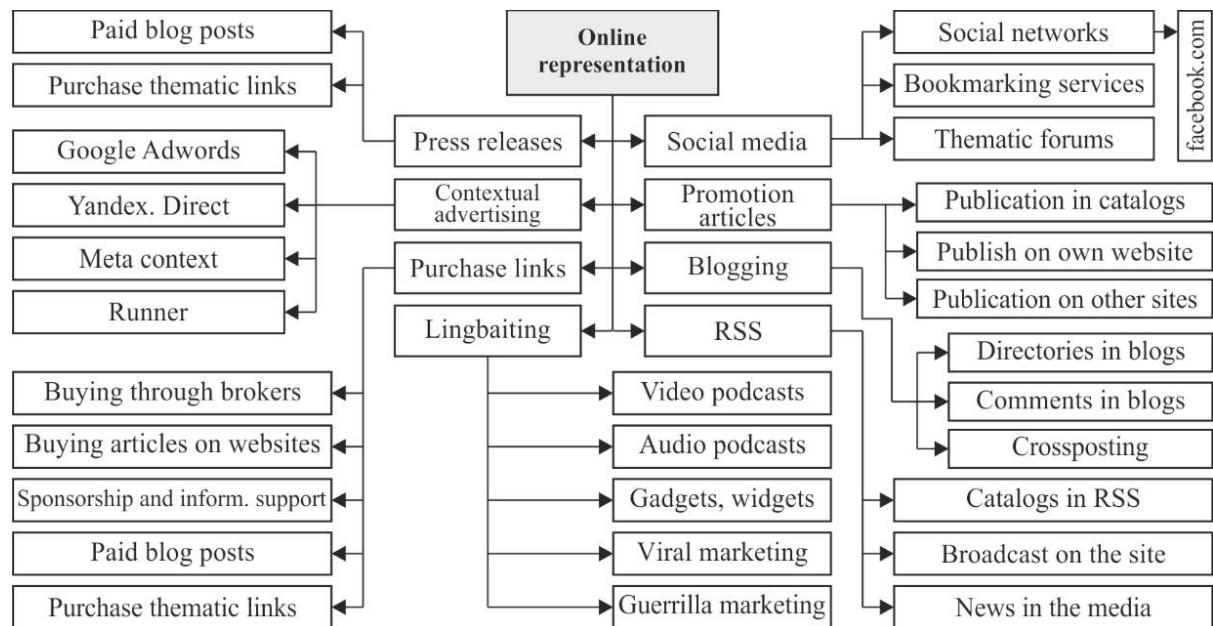 Online
representation
Paid blog posts
Purchase thematic links
Press releases
Google Adwords
Yandex. Direct
Meta context
Runner
Contextual
advertising
Purchase links
Lingbaiting
Buying through brokers
Buying articles on websites
Sponsorship and inform. support
Paid blog posts
Purchase thematic links
Social media
Social networks
facebook.com
Bookmarking services
Thematic forums
Promotion
articles
Publication in catalogs
Publish on own website
Publication on other sites
Blogging
Directories in blogs
Comments in blogs
Crossposting
RSS
Catalogs in RSS
Broadcast on the site
News in the media
Video podcasts
Audio podcasts
Gadgets, widgets
Viral marketing
Guerrilla marketing